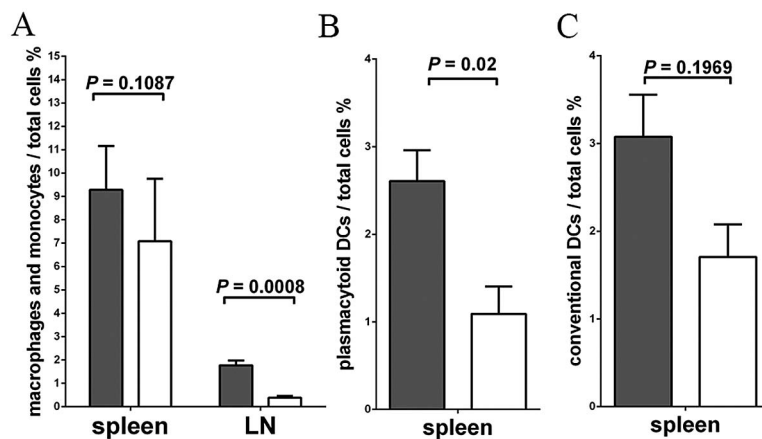 A
macrophages and monocytes / total cells %
15
14
13
12
11
10
9
8
7
6
5
4
3
2
1
0
P = 0.1087
P = 0.0008
spleen LN
B
plasmacytoid DCs / total cells %
4
3
2
1
0
P = 0.02
spleen
C
conventional DCs / total cells %
4
3
2
1
0
P = 0.1969
spleen